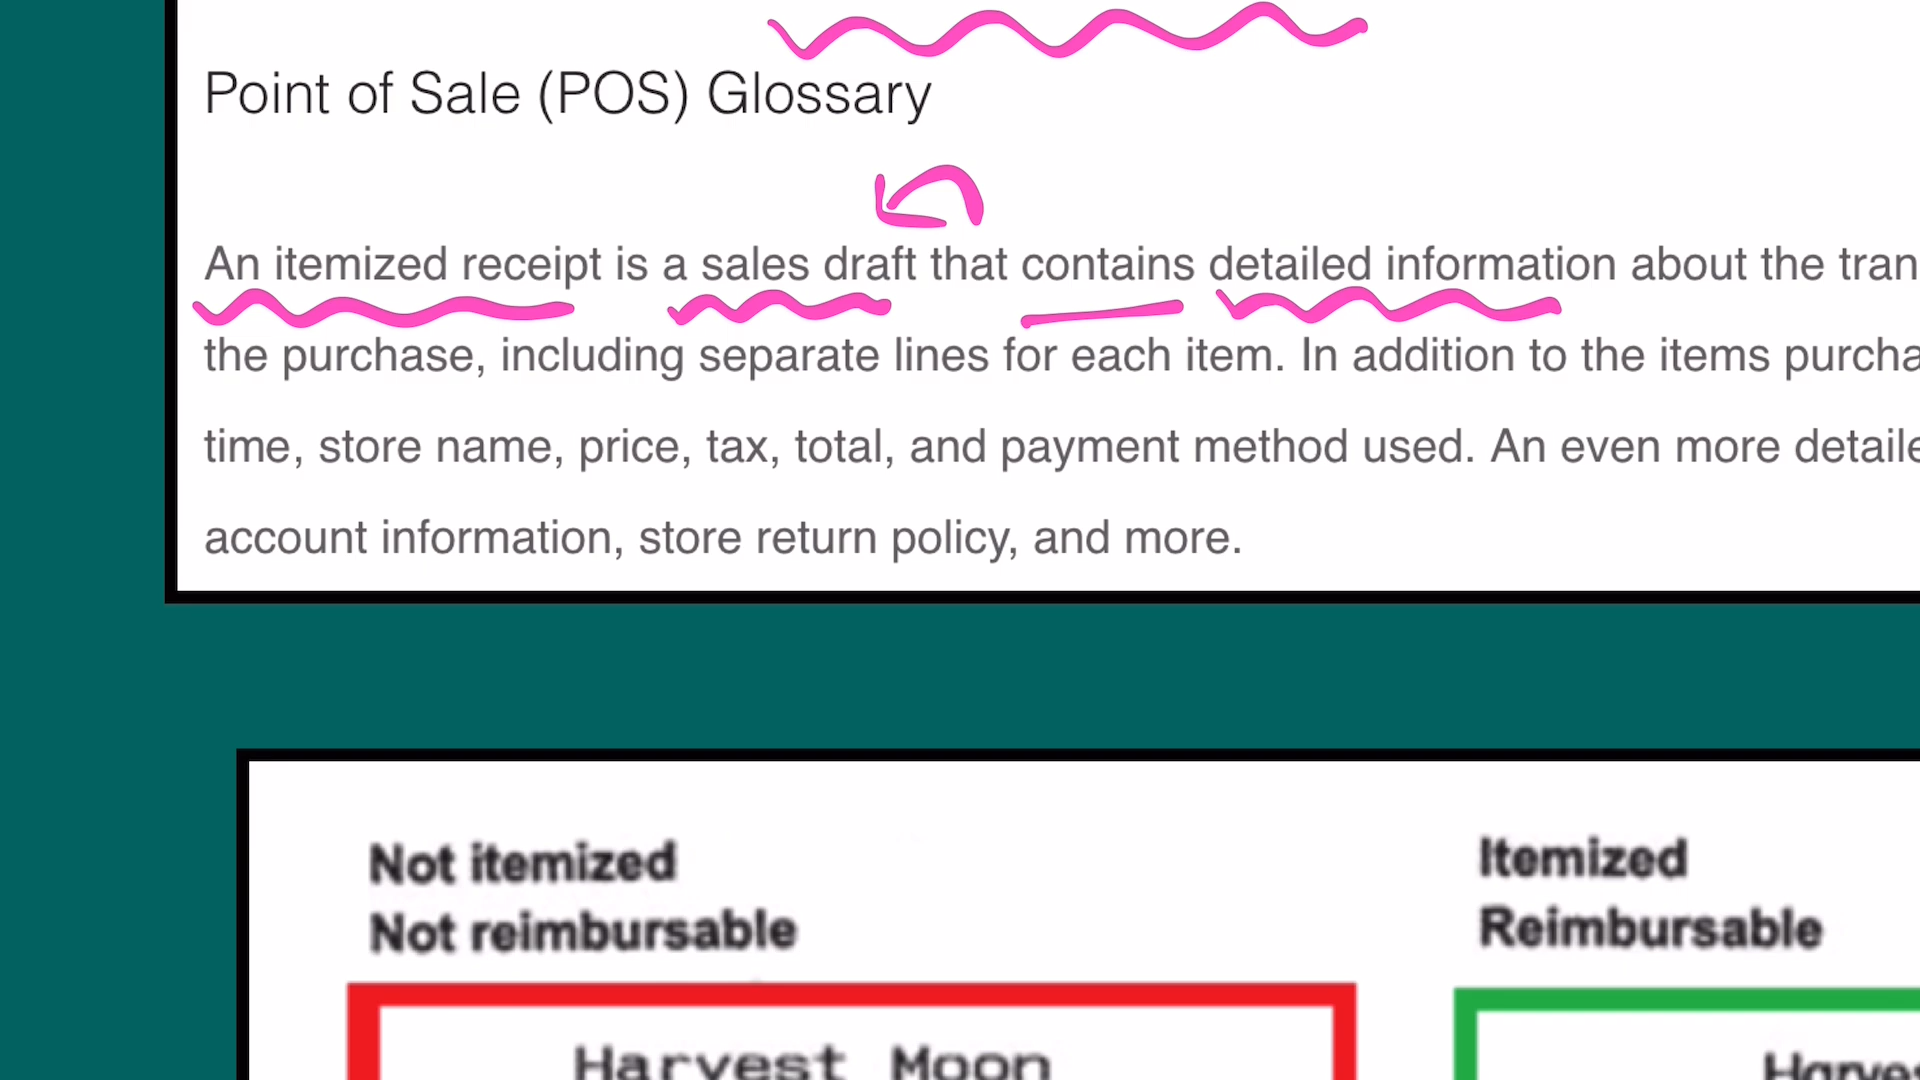 Point of Sale (POS) Glossary
An itemized receipt is a sales draft that contains detailed information about the tran
the purchase, including separate lines for each item. In addition to the items purcha
time, store name, price, tax, total, and payment method used. An even more detaile
account information, store return policy, and more.
Not itemized
Not reimbursable
Itemized
Reimbursable
Harvest Moon
Harves